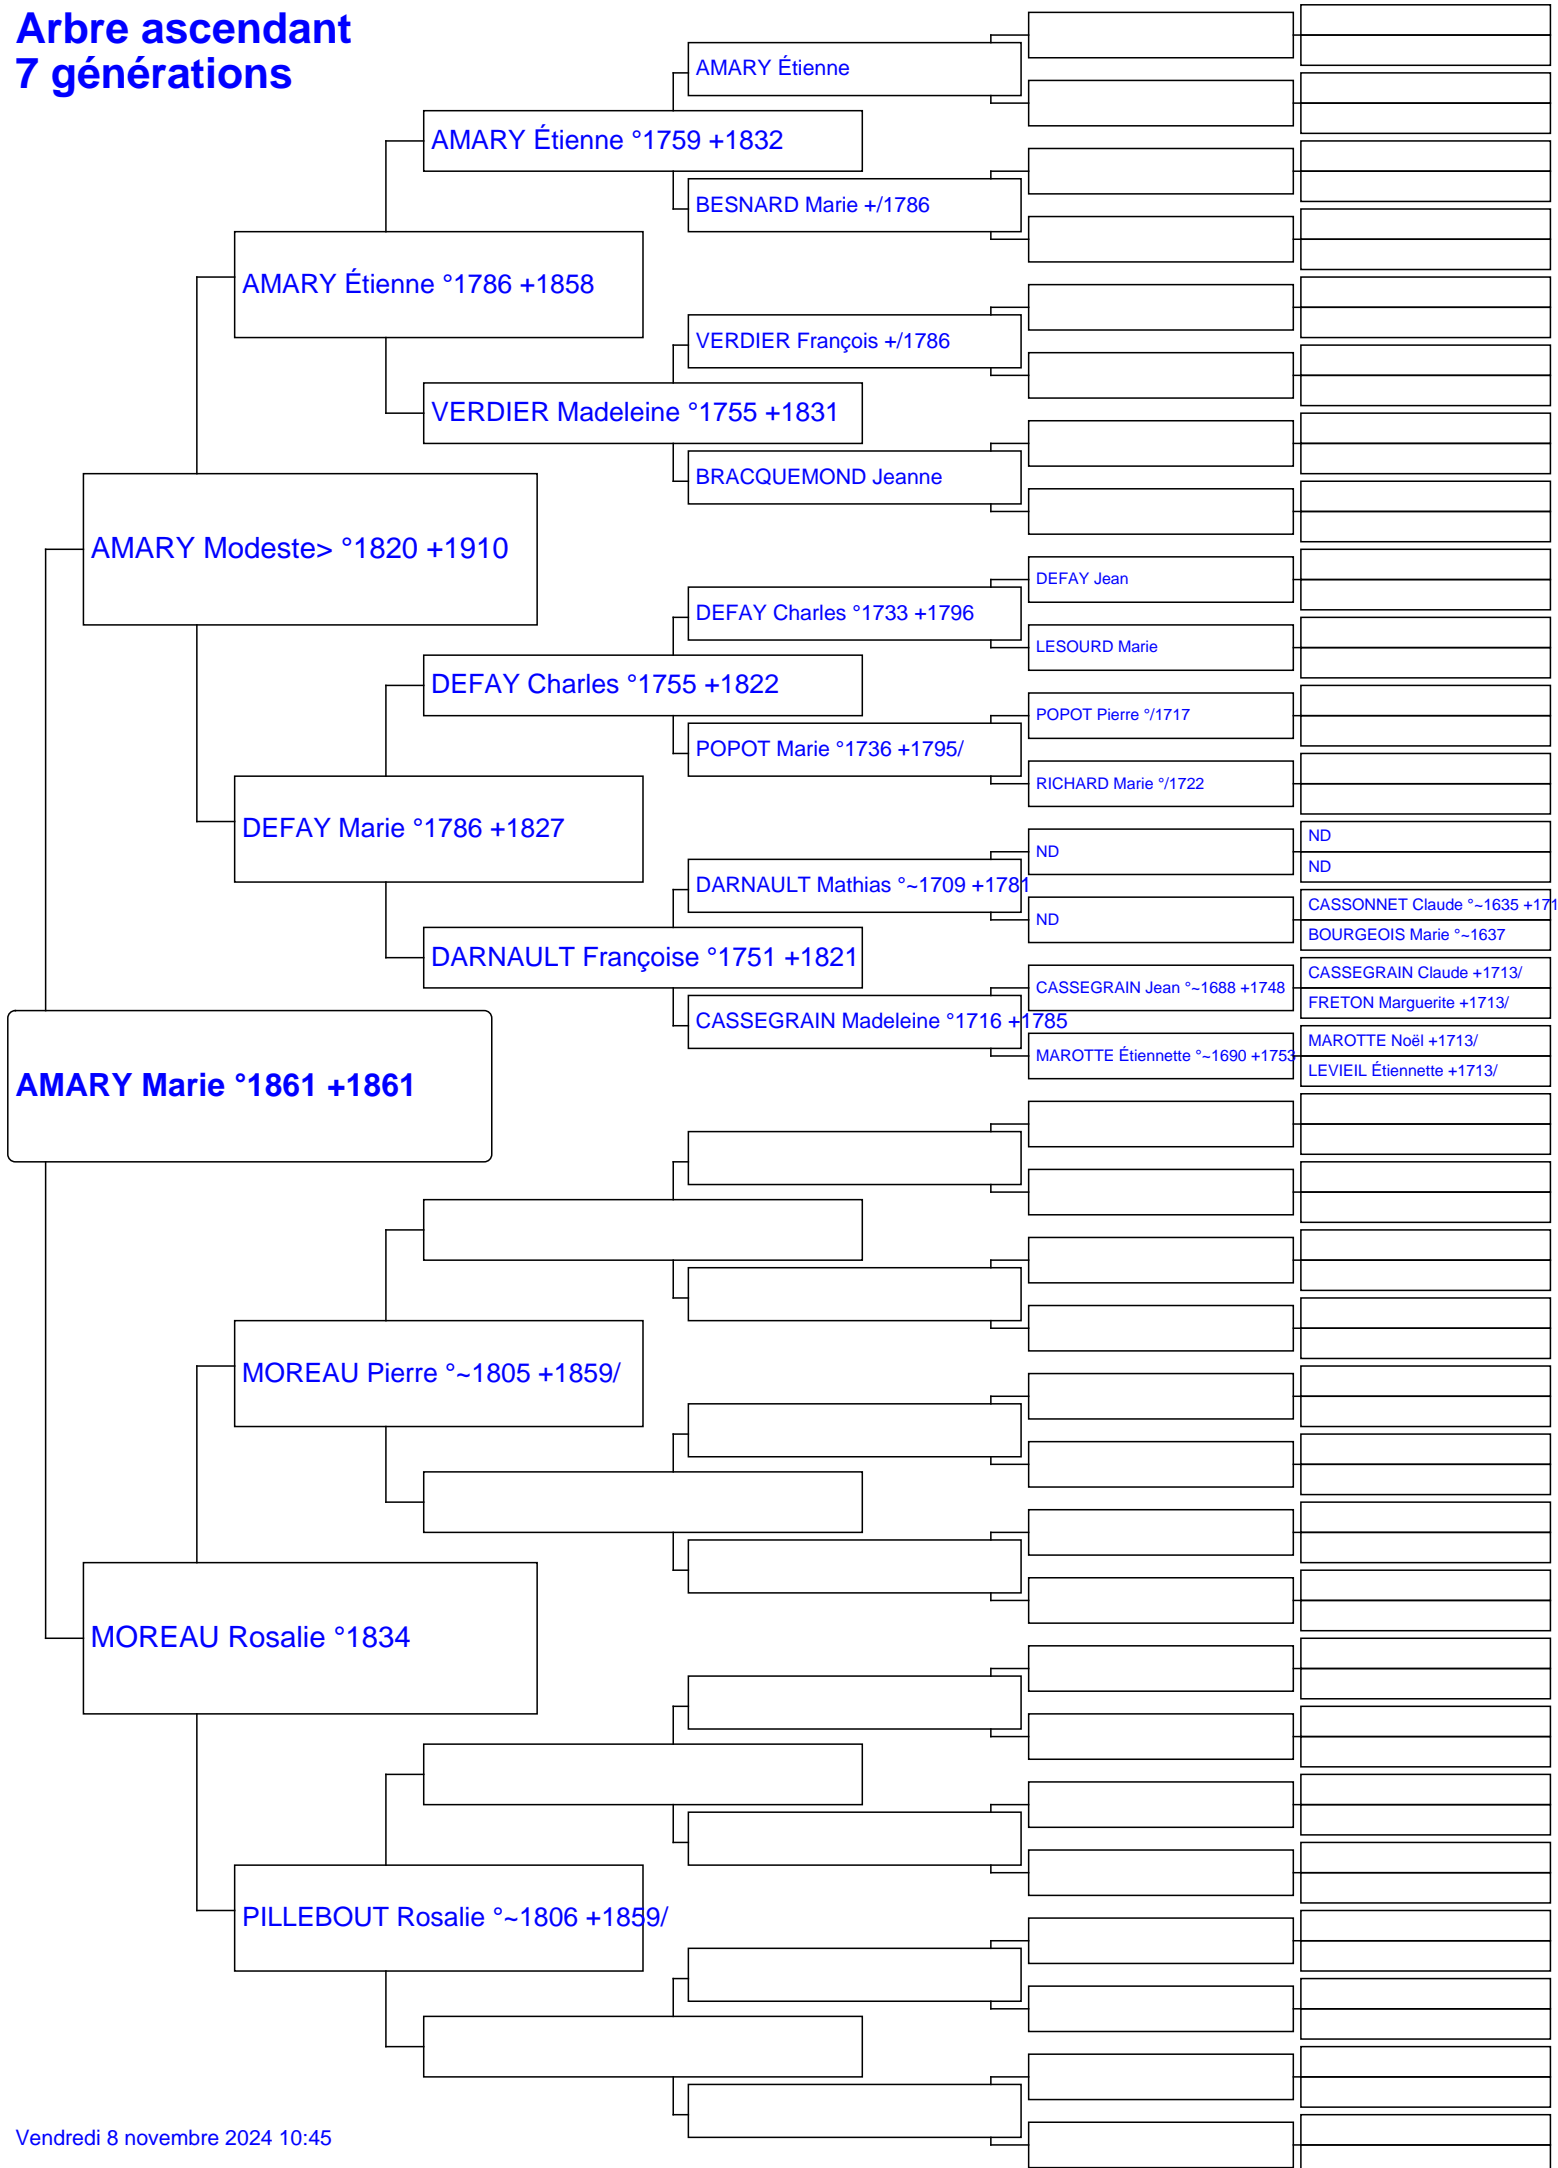 Arbre ascendant
7 générations
AMARY Étienne
AMARY Étienne °1759 +1832
BESNARD Marie +/1786
AMARY Étienne °1786 +1858
VERDIER François +/1786
VERDIER Madeleine °1755 +1831
BRACQUEMOND Jeanne
AMARY Modeste> °1820 +1910
DEFAY Jean
DEFAY Charles °1733 +1796
LESOURD Marie
DEFAY Charles °1755 +1822
POPOT Pierre °/1717
POPOT Marie °1736 +1795/
RICHARD Marie °/1722
DEFAY Marie °1786 +1827
ND
ND
ND
DARNAULT Mathias °~1709 +1781
ND
CASSONNET Claude °~1635 +171
BOURGEOIS Marie °~1637
DARNAULT Françoise °1751 +1821
CASSEGRAIN Jean °~1688 +1748
CASSEGRAIN Claude +1713/
FRETON Marguerite +1713/
CASSEGRAIN Madeleine °1716 +1785
MAROTTE Étiennette °~1690 +1753
MAROTTE Noël +1713/
LEVIEIL Étiennette +1713/
AMARY Marie °1861 +1861
MOREAU Pierre °~1805 +1859/
MOREAU Rosalie °1834
PILLEBOUT Rosalie °~1806 +1859/
Vendredi 8 novembre 2024 10:45